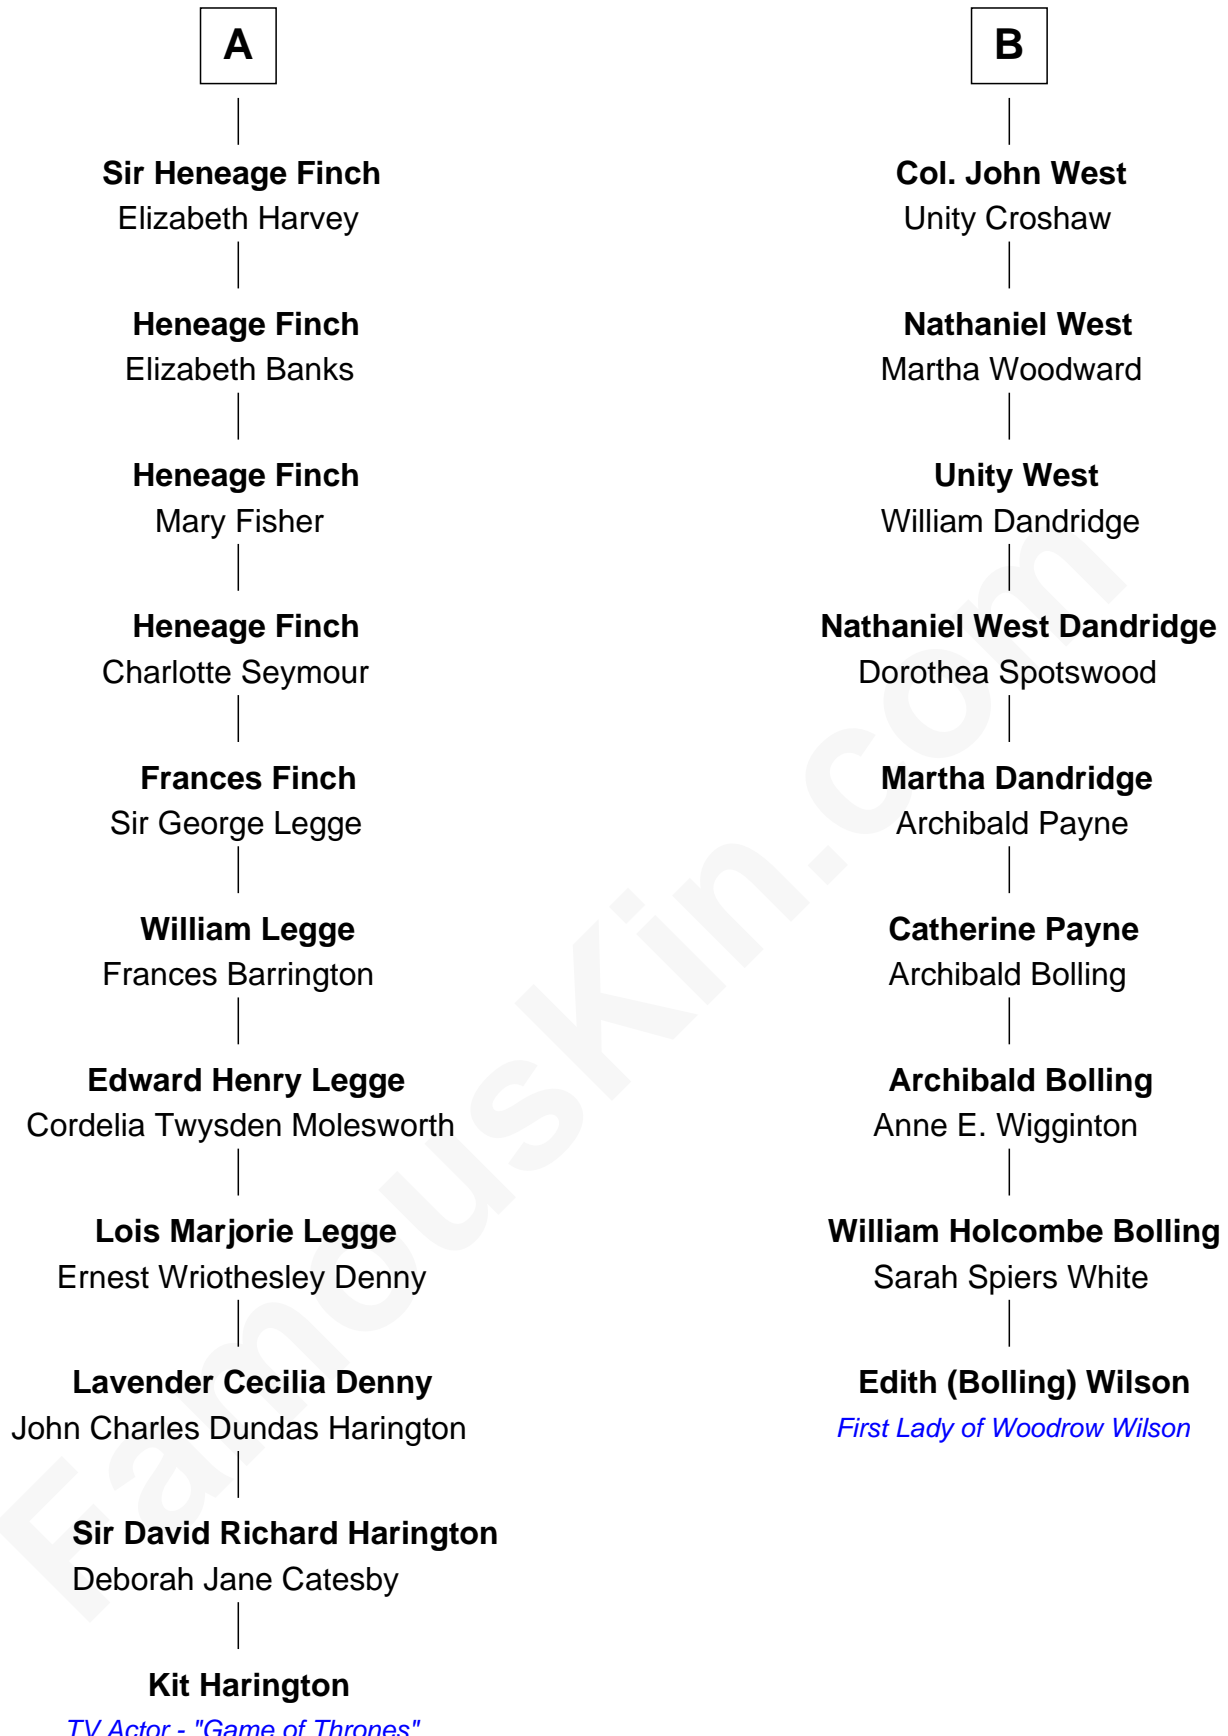 A
Sir Heneage Finch
Elizabeth Harvey
Heneage Finch
Elizabeth Banks
Heneage Finch
Mary Fisher
Heneage Finch
Charlotte Seymour
Frances Finch
Sir George Legge
William Legge
Frances Barrington
Edward Henry Legge
Cordelia Twysden Molesworth
Lois Marjorie Legge
Ernest Wriothesley Denny
Lavender Cecilia Denny
John Charles Dundas Harington
Sir David Richard Harington
Deborah Jane Catesby
Kit Harington
TV Actor - "Game of Thrones"
B
Col. John West
Unity Croshaw
Nathaniel West
Martha Woodward
Unity West
William Dandridge
Nathaniel West Dandridge
Dorothea Spotswood
Martha Dandridge
Archibald Payne
Catherine Payne
Archibald Bolling
Archibald Bolling
Anne E. Wigginton
William Holcombe Bolling
Sarah Spiers White
Edith (Bolling) Wilson
First Lady of Woodrow Wilson
FamousKin.com